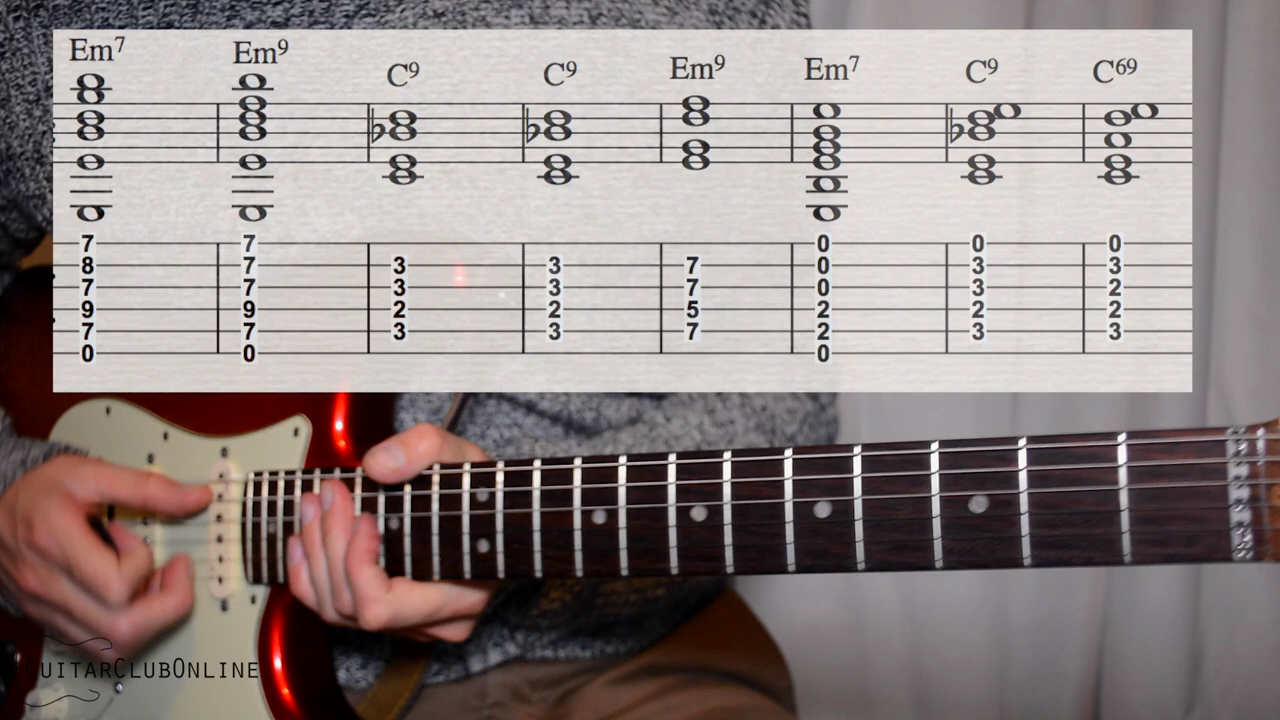 Em7 Em9 C9 C9 Em9 Em7 C9 C69
7 7 0 0 0
8 7 3 3 7 0 3 3
7 7 3 3 7 0 3 2
9 9 2 2 5 2 2 2
7 7 3 3 7 2 3 3
0 0 0
GUITARCLUBONLINE